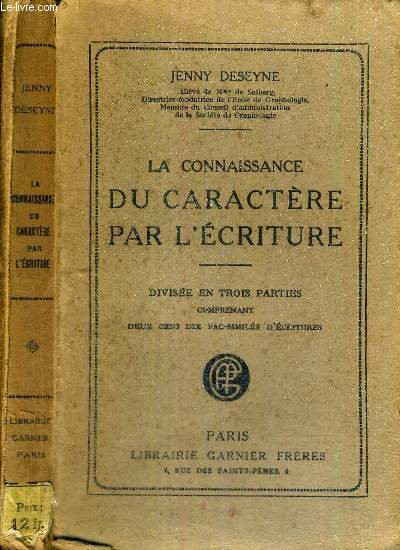 © Le-livre.com
JENNY
DESEYNE
LA
CONNAISSANCE
DU
CARACTÈRE
PAR
L'ÉCRITURE
LIBRAIRIE
GARNIER
PARIS
PRIX:
12 fr.
JENNY DESEYNE
Élève de Mme de Salberg,
Directrice-fondatrice de l'École de Graphologie,
Membre du Conseil d'administration
de la Société de Graphologie
LA CONNAISSANCE
DU CARACTÈRE
PAR L'ÉCRITURE
DIVISÉE EN TROIS PARTIES
COMPRENANT
DEUX CENT DIX FAC-SIMILÉS D'ÉCRITURES
PARIS
LIBRAIRIE GARNIER FRÈRES
6, RUE DES SAINTS-PÈRES, 6